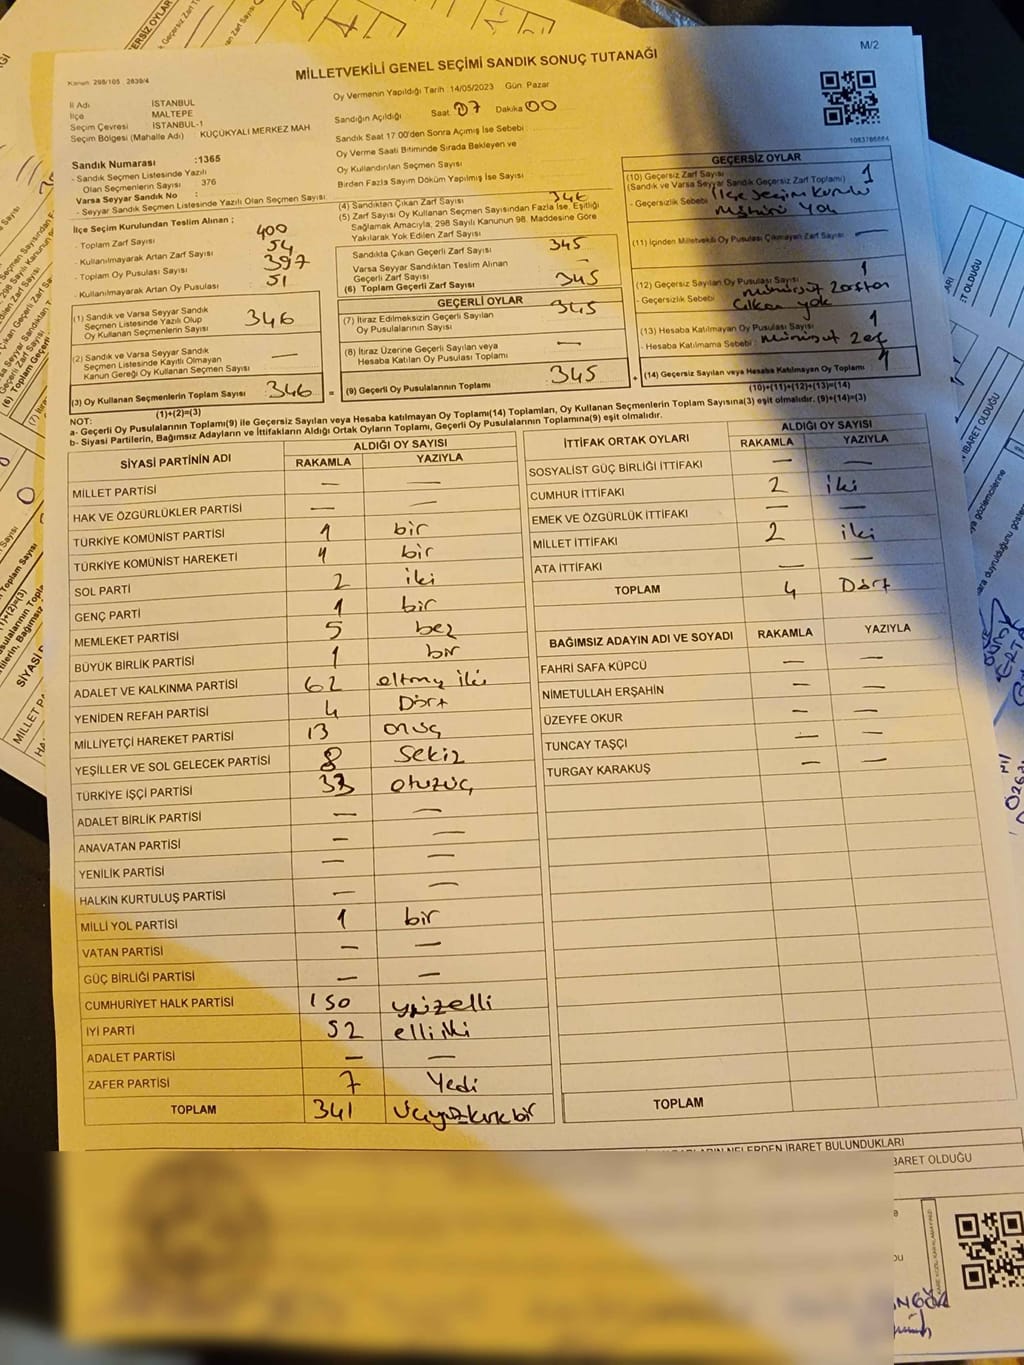 M/2
Kanun 298/105 2839/4
MİLLETVEKİLİ GENEL SEÇİMİ SANDIK SONUÇ TUTANAĞI
İl Adı İSTANBUL
İlçe MALTEPE
Seçim Çevresi : İSTANBUL-1
Seçim Bölgesi (Mahalle Adı) KÜÇÜKYALI MERKEZ MAH
Sandık Numarası :1365
- Sandık Seçmen Listesinde Yazılı
Olan Seçmenlerin Sayısı 376
Varsa Seyyar Sandık No :
- Seyyar Sandık Seçmen Listesinde Yazılı Olan Seçmen Sayısı
İlçe Seçim Kurulundan Teslim Alınan ;
- Toplam Zarf Sayısı 400
- Kullanılmayarak Artan Zarf Sayısı 54
- Toplam Oy Pusulası Sayısı 397
- Kullanılmayarak Artan Oy Pusulası 51
(1) Sandık ve Varsa Seyyar Sandık
Seçmen Listesinde Yazılı Olup
Oy Kullanan Seçmenlerin Sayısı 346
(2) Sandık ve Varsa Seyyar Sandık
Seçmen Listesinde Kayıtlı Olmayan
Kanun Gereği Oy Kullanan Seçmen Sayısı —
(3) Oy Kullanan Seçmenlerin Toplam Sayısı 346
(1)+(2)=(3)
Oy Vermenin Yapıldığı Tarih : 14/05/2023 Gün: Pazar
Sandığın Açıldığı Saat: 07 Dakika 00
Sandık Saat 17:00'den Sonra Açımış İse Sebebi :
Oy Verme Saati Bitiminde Sırada Bekleyen ve
Oy Kullandırılan Seçmen Sayısı :
Birden Fazla Sayım Döküm Yapılmış İse Sayısı :
(4) Sandıktan Çıkan Zarf Sayısı 346
(5) Zarf Sayısı Oy Kullanan Seçmen Sayısından Fazla İse, Eşitliği
Sağlamak Amacıyla, 298 Sayılı Kanunun 98. Maddesine Göre
Yakılarak Yok Edilen Zarf Sayısı
Sandıkta Çıkan Geçerli Zarf Sayısı 345
Varsa Seyyar Sandıktan Teslim Alınan
Geçerli Zarf Sayısı —
(6) Toplam Geçerli Zarf Sayısı 345
GEÇERLİ OYLAR
(7) İtiraz Edilmeksizin Geçerli Sayılan
Oy Pusulalarının Sayısı 345
(8) İtiraz Üzerine Geçerli Sayılan veya
Hesaba Katılan Oy Pusulası Toplamı —
= (9) Geçerli Oy Pusulalarının Toplamı 345
1083786684
GEÇERSİZ OYLAR
(10) Geçersiz Zarf Sayısı 1
(Sandık ve Varsa Seyyar Sandık Geçersiz Zarf Toplamı)
- Geçersizlik Sebebi : İlçe seçim kurulu
mühürü yok
(11) İçinden Milletvekili Oy Pusulası Çıkmayan Zarf Sayısı —
(12) Geçersiz Sayılan Oy Pusulası Sayısı 1
- Geçersizlik Sebebi : mühürsüt zarftan
Çıkan yok
(13) Hesaba Katılmayan Oy Pusulası Sayısı 1
- Hesaba Katılmama Sebebi :
+ (14) Geçersiz Sayılan veya Hesaba Katılmayan Oy Toplamı 1
(10)+(11)+(12)+(13)=(14)
NOT:
a- Geçerli Oy Pusulalarının Toplamı(9) ile Geçersiz Sayılan veya Hesaba katılmayan Oy Toplamı(14) Toplamları, Oy Kullanan Seçmenlerin Toplam Sayısına(3) eşit olmalıdır. (9)+(14)=(3)
b- Siyasi Partilerin, Bağımsız Adayların ve İttifakların Aldığı Ortak Oyların Toplamı, Geçerli Oy Pusulalarının Toplamına(9) eşit olmalıdır.
SİYASİ PARTİNİN ADI ALDIĞI OY SAYISI
RAKAMLA YAZIYLA
MİLLET PARTİSİ — —
HAK VE ÖZGÜRLÜKLER PARTİSİ — —
TÜRKİYE KOMÜNİST PARTİSİ 1 bir
TÜRKİYE KOMÜNİST HAREKETİ 1 bir
SOL PARTİ 2 iki
GENÇ PARTİ 1 bir
MEMLEKET PARTİSİ 5 beş
BÜYÜK BİRLİK PARTİSİ 1 bir
ADALET VE KALKINMA PARTİSİ 62 altmış iki
YENİDEN REFAH PARTİSİ 4 Dört
MİLLİYETÇİ HAREKET PARTİSİ 13 onüç
YEŞİLLER VE SOL GELECEK PARTİSİ 8 Sekiz
TÜRKİYE İŞÇİ PARTİSİ 33 otuzüç
ADALET BİRLİK PARTİSİ — —
ANAVATAN PARTİSİ — —
YENİLİK PARTİSİ — —
HALKIN KURTULUŞ PARTİSİ — —
MİLLİ YOL PARTİSİ 1 bir
VATAN PARTİSİ — —
GÜÇ BİRLİĞİ PARTİSİ — —
CUMHURİYET HALK PARTİSİ 150 yüzelli
İYİ PARTİ 52 elliiki
ADALET PARTİSİ — —
ZAFER PARTİSİ 7 Yedi
TOPLAM 341 Üçyüzkırkbir
İTTİFAK ORTAK OYLARI ALDIĞI OY SAYISI
RAKAMLA YAZIYLA
SOSYALİST GÜÇ BİRLİĞİ İTTİFAKI — —
CUMHUR İTTİFAKI 2 iki
EMEK VE ÖZGÜRLÜK İTTİFAKI — —
MİLLET İTTİFAKI 2 iki
ATA İTTİFAKI — —
TOPLAM 4 Dört
BAĞIMSIZ ADAYIN ADI VE SOYADI RAKAMLA YAZIYLA
FAHRİ SAFA KÜPCÜ — —
NİMETULLAH ERŞAHİN — —
ÜZEYFE OKUR — —
TUNCAY TAŞÇI — —
TURGAY KARAKUŞ — —
TOPLAM
NELERDEN İBARET BULUNDUKLARI
BARET OLDUĞU